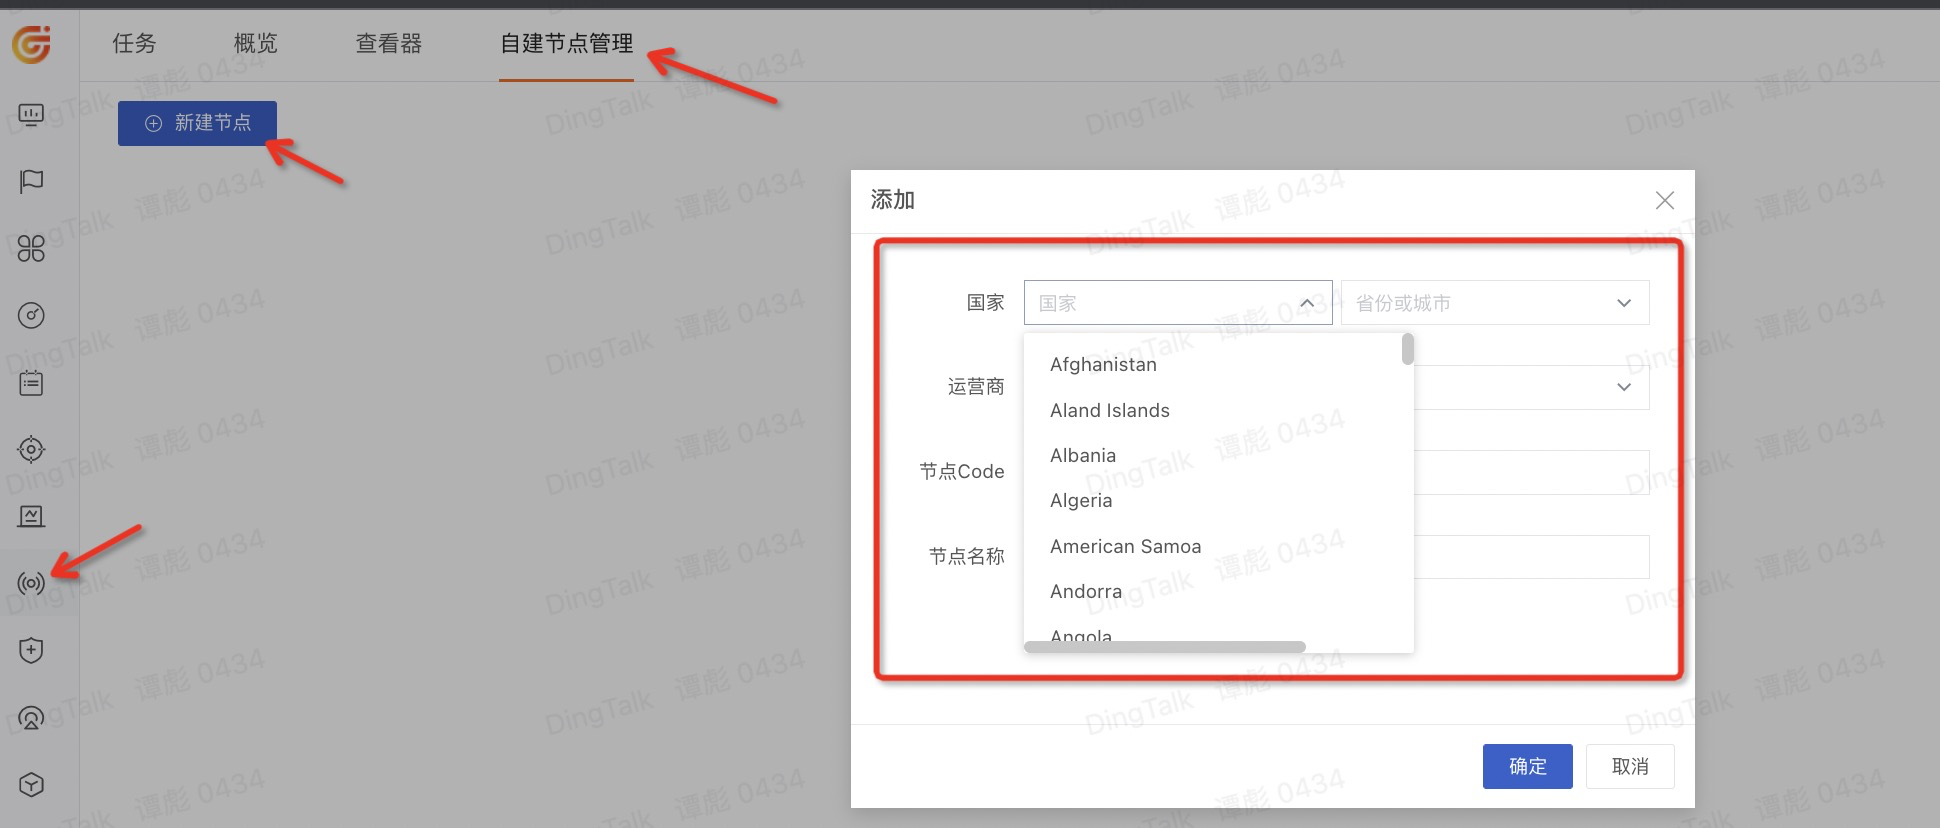 任务 概览 查看器 自建节点管理
新建节点
添加
国家 国家 省份或城市
Afghanistan
运营商
Aland Islands
Albania
节点Code
Algeria
American Samoa
节点名称
Andorra
Angola
确定 取消
DingTalk 谭彪 0434